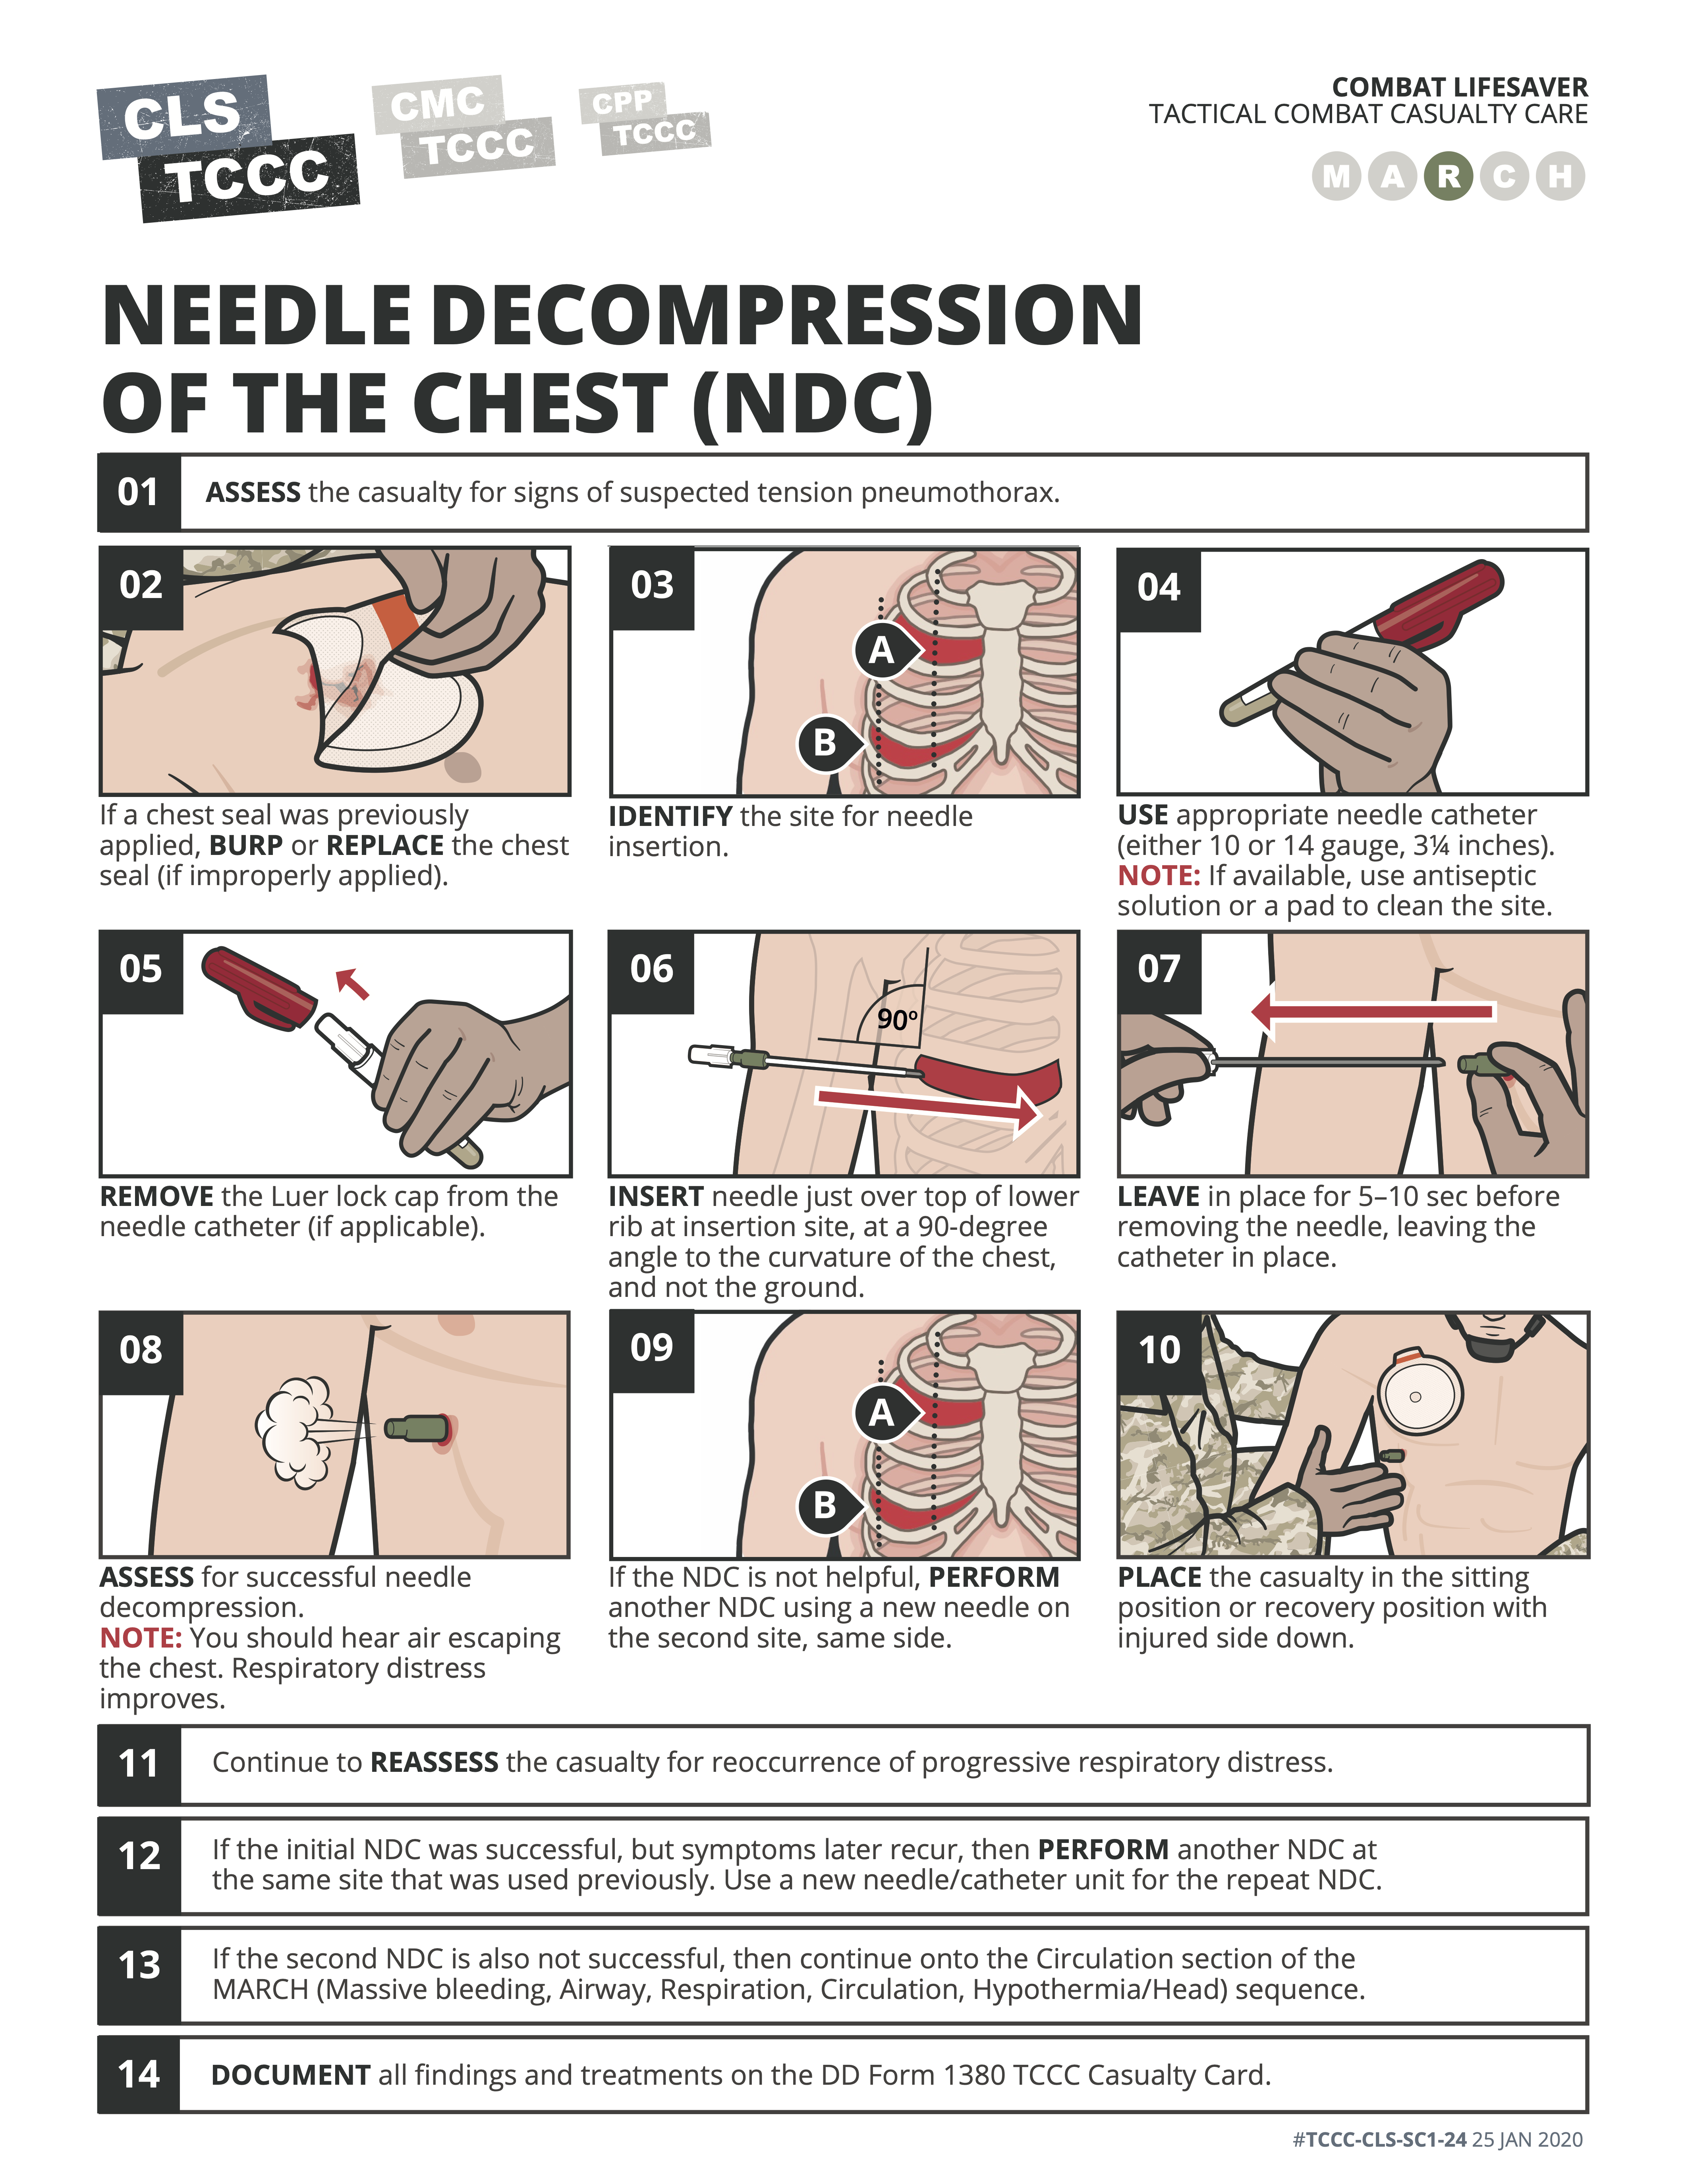 CLS
TCCC
CMC
TCCC
CPP
TCCC
COMBAT LIFESAVER
TACTICAL COMBAT CASUALTY CARE
M A R C H
NEEDLE DECOMPRESSION
OF THE CHEST (NDC)
01
ASSESS the casualty for signs of suspected tension pneumothorax.
02
If a chest seal was previously
applied, BURP or REPLACE the chest
seal (if improperly applied).
03
A
B
IDENTIFY the site for needle
insertion.
04
USE appropriate needle catheter
(either 10 or 14 gauge, 3¼ inches).
NOTE: If available, use antiseptic
solution or a pad to clean the site.
05
REMOVE the Luer lock cap from the
needle catheter (if applicable).
06
90º
INSERT needle just over top of lower
rib at insertion site, at a 90-degree
angle to the curvature of the chest,
and not the ground.
07
LEAVE in place for 5–10 sec before
removing the needle, leaving the
catheter in place.
08
ASSESS for successful needle
decompression.
NOTE: You should hear air escaping
the chest. Respiratory distress
improves.
09
A
B
If the NDC is not helpful, PERFORM
another NDC using a new needle on
the second site, same side.
10
PLACE the casualty in the sitting
position or recovery position with
injured side down.
11
Continue to REASSESS the casualty for reoccurrence of progressive respiratory distress.
12
If the initial NDC was successful, but symptoms later recur, then PERFORM another NDC at
the same site that was used previously. Use a new needle/catheter unit for the repeat NDC.
13
If the second NDC is also not successful, then continue onto the Circulation section of the
MARCH (Massive bleeding, Airway, Respiration, Circulation, Hypothermia/Head) sequence.
14
DOCUMENT all findings and treatments on the DD Form 1380 TCCC Casualty Card.
#TCCC-CLS-SC1-24 25 JAN 2020